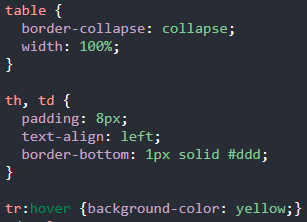 table {
  border-collapse: collapse;
  width: 100%;
}

th, td {
  padding: 8px;
  text-align: left;
  border-bottom: 1px solid #ddd;
}

tr:hover {background-color: yellow;}